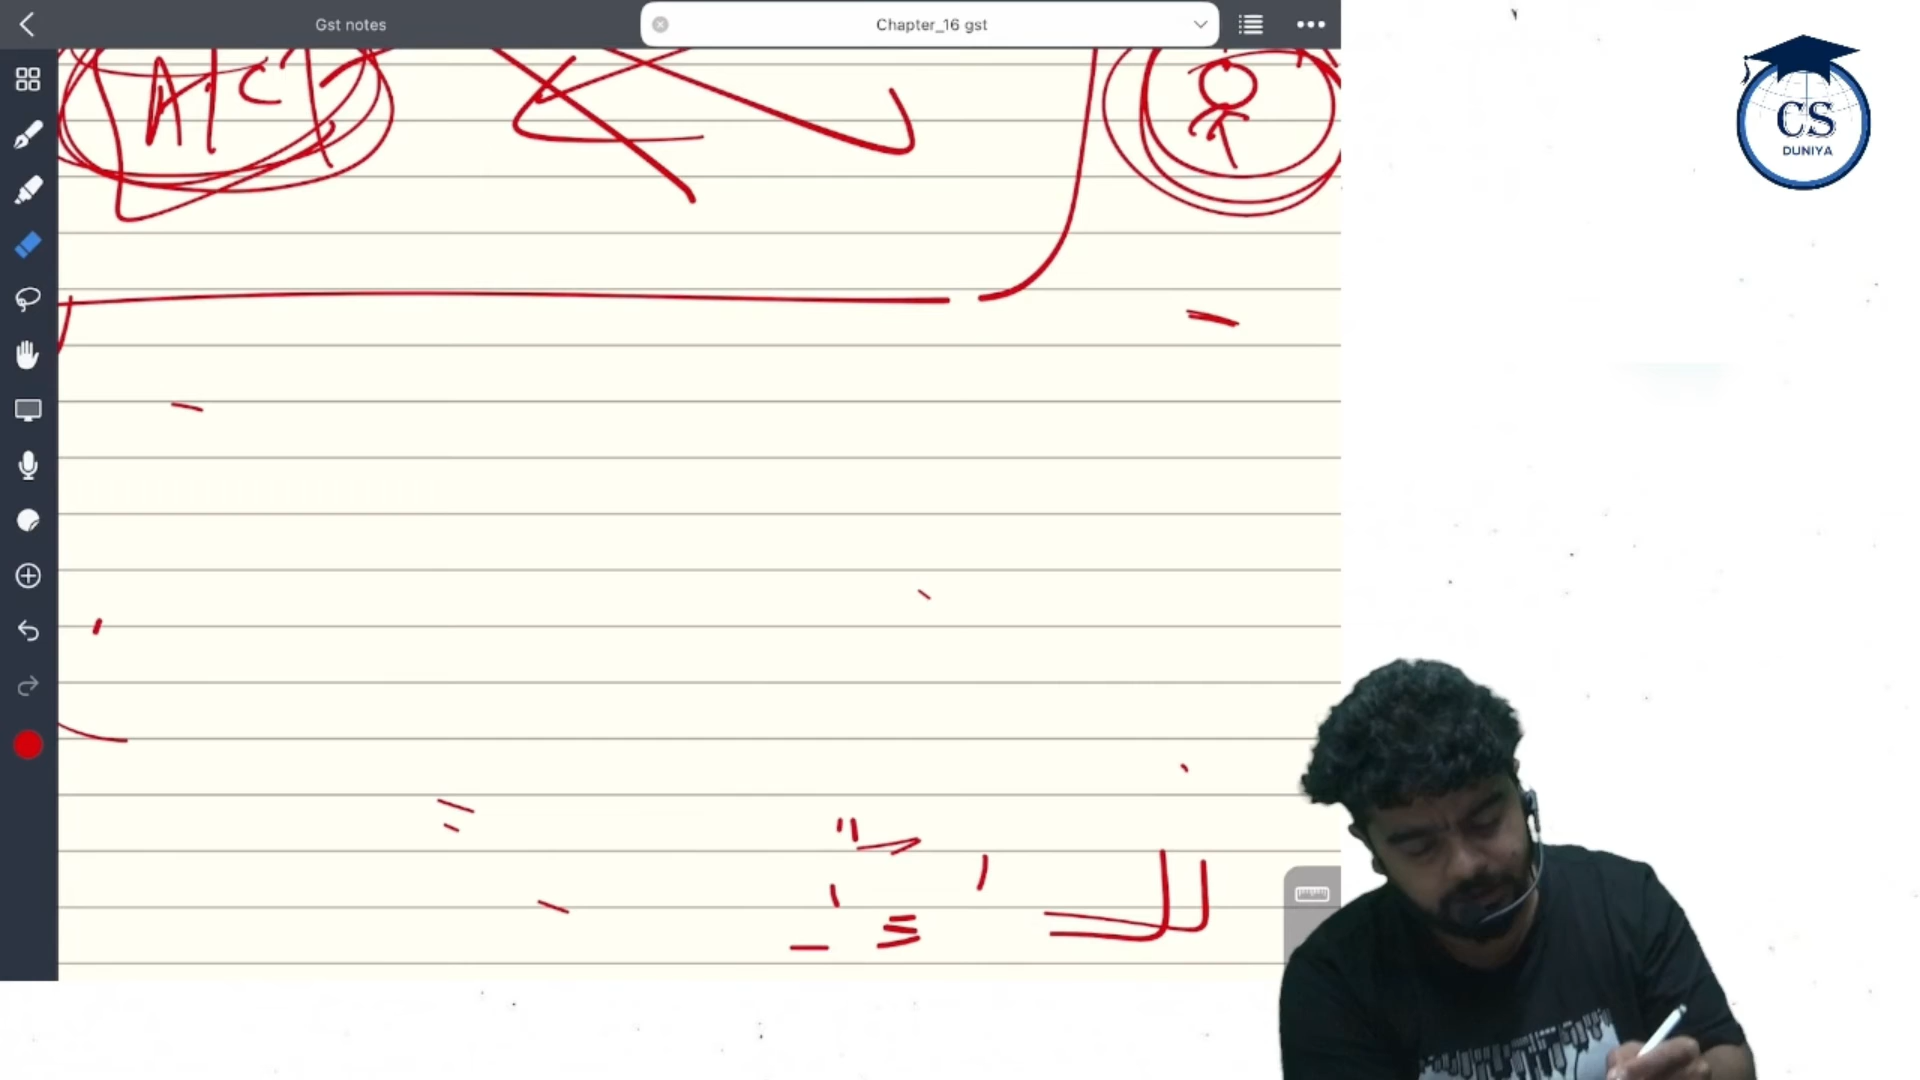 Gst notes
Chapter_16 gst
A/C
CS
DUNIYA